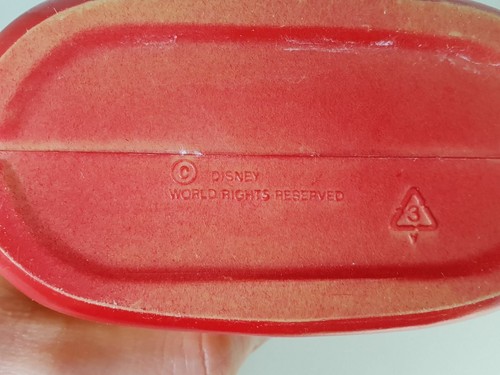 © DISNEY
WORLD RIGHTS RESERVED
3
V